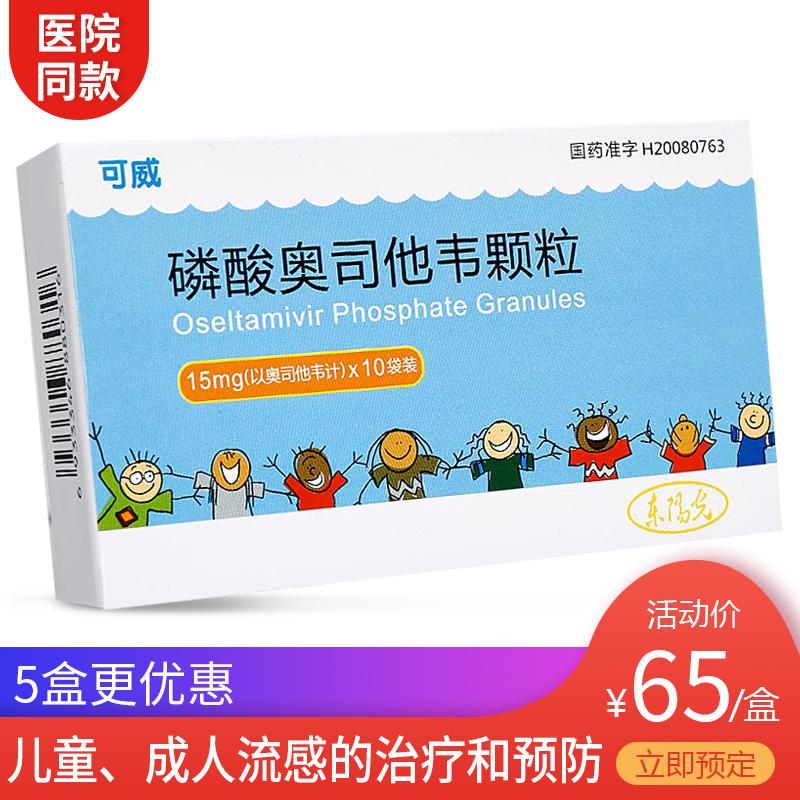 医院
同款
可威
国药准字 H20080763
磷酸奥司他韦颗粒
Oseltamivir Phosphate Granules
15mg(以奥司他韦计) x 10袋装
东阳光
活动价
5盒更优惠
¥65/盒
儿童、成人流感的治疗和预防
立即预定